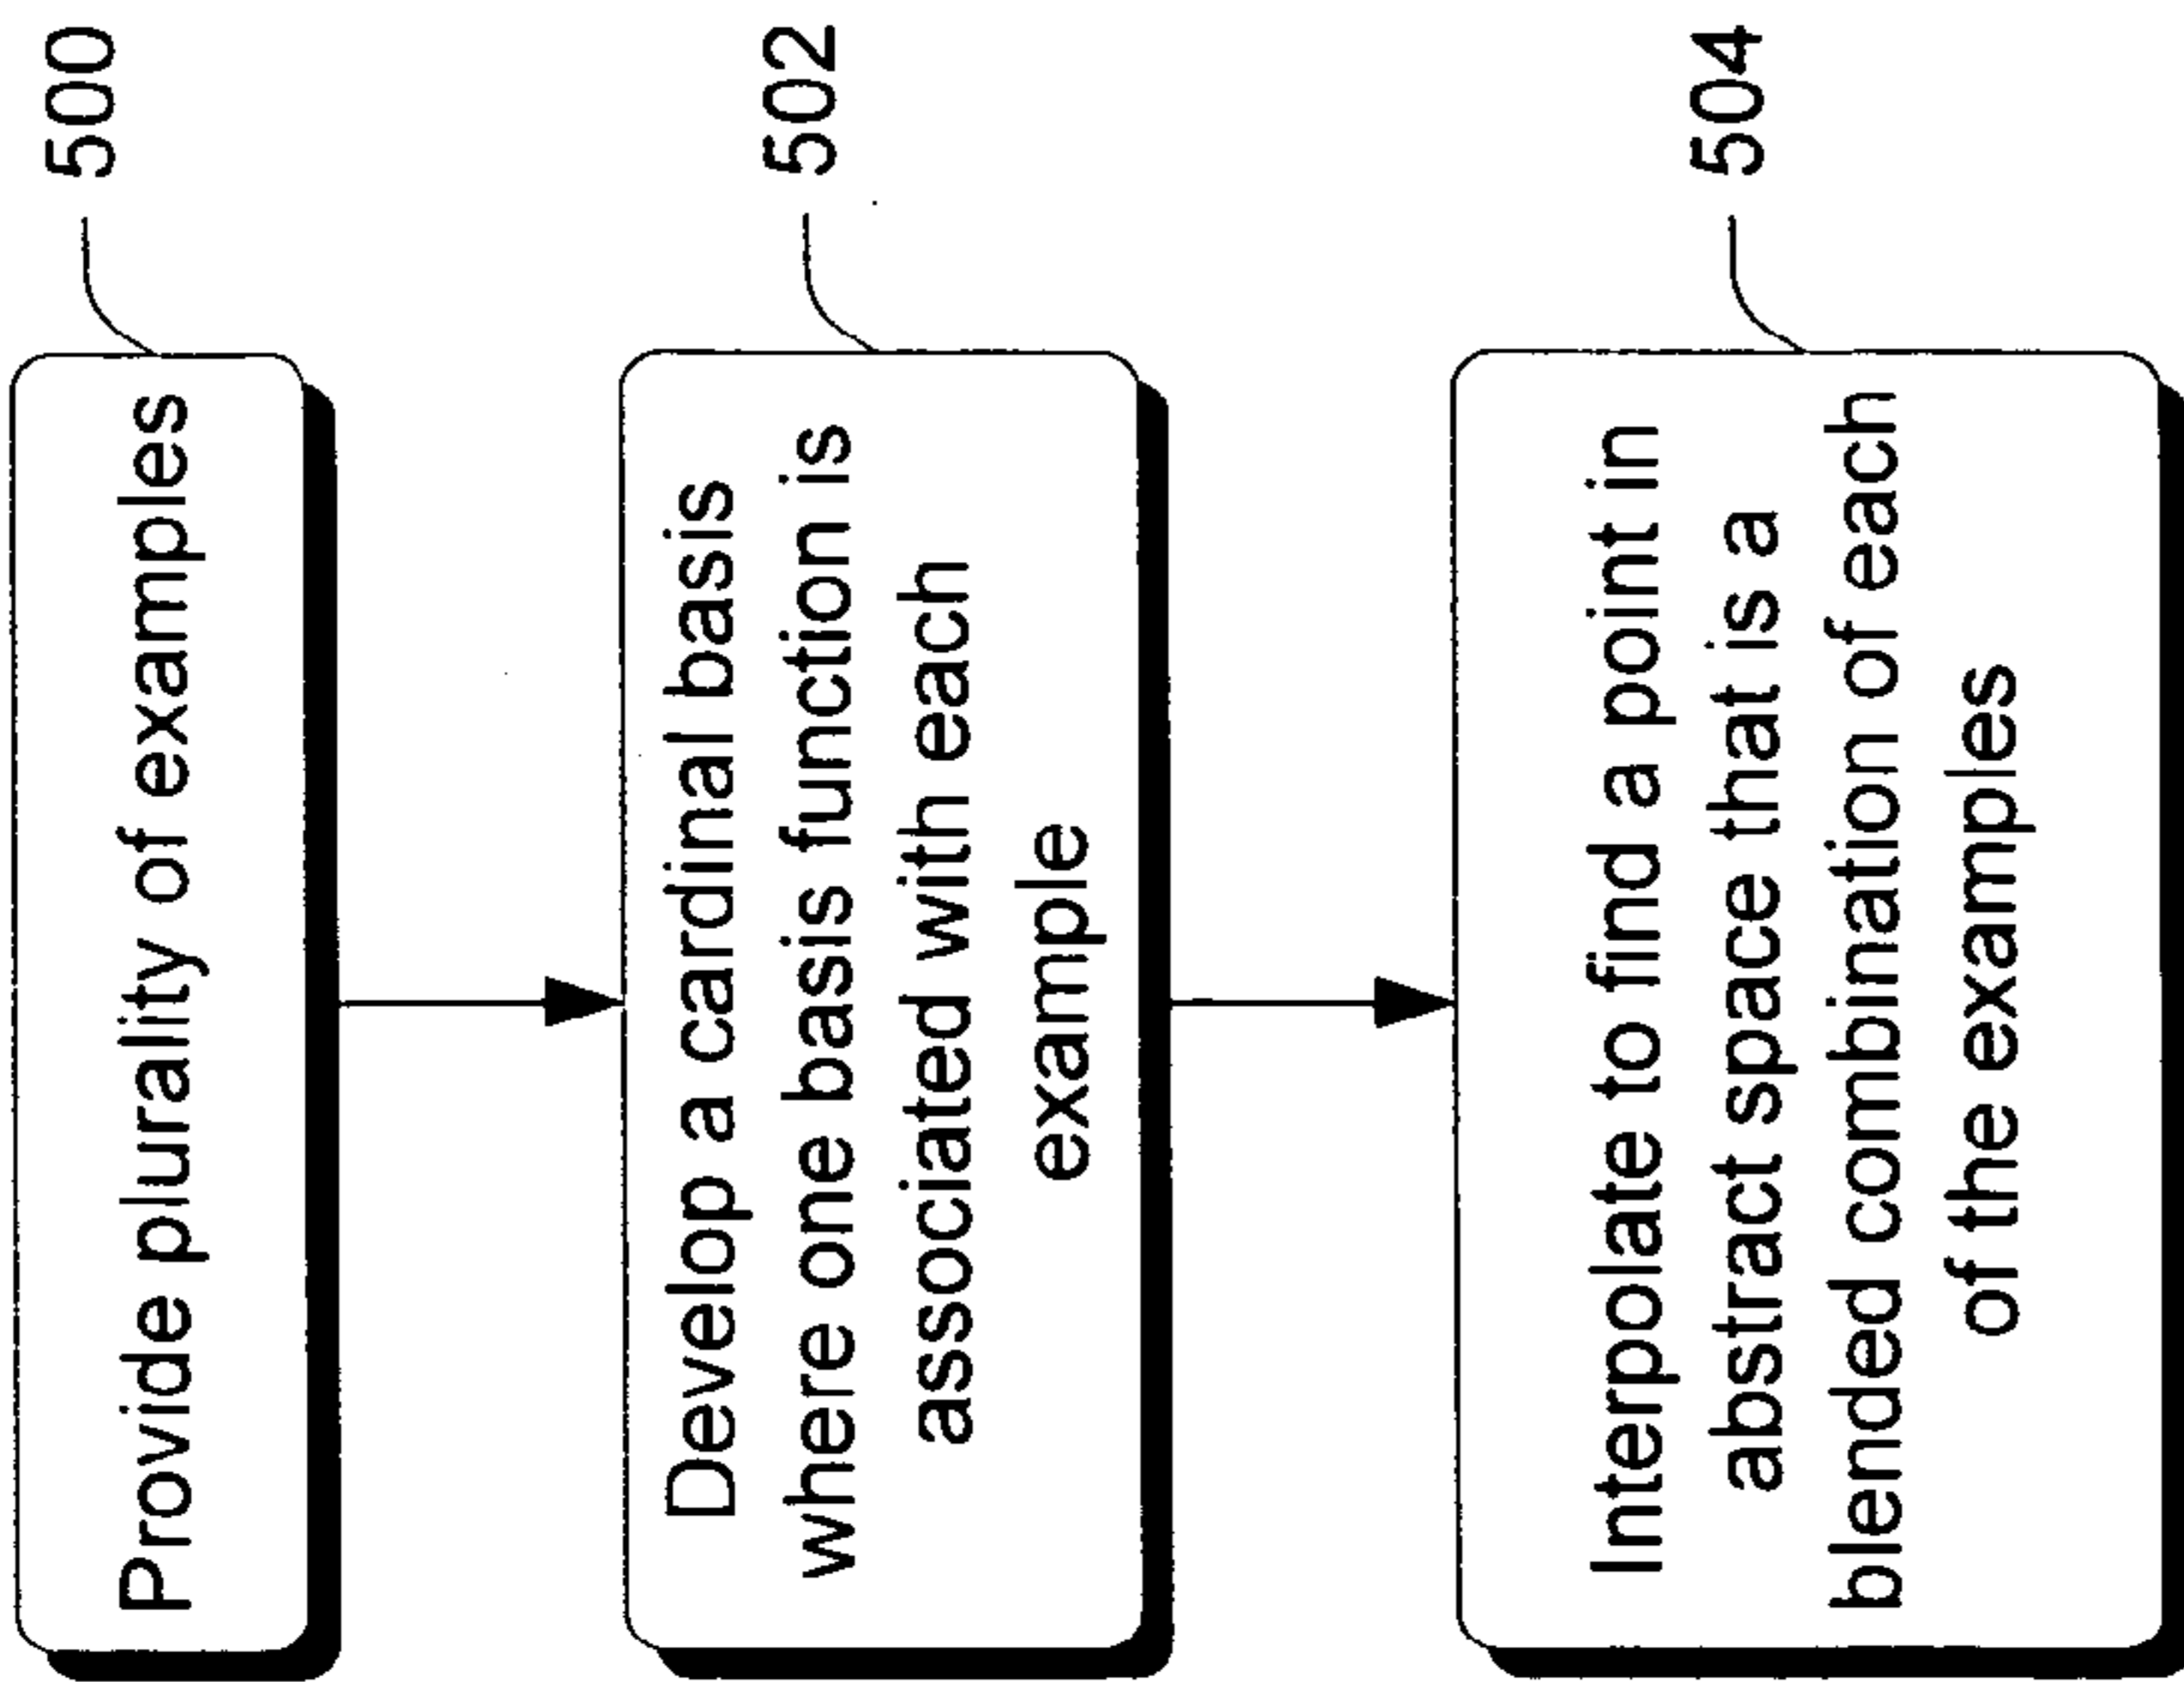 Provide plurality of examples
500
Develop a cardinal basis
where one basis function is
associated with each
example
502
Interpolate to find a point in
abstract space that is a
blended combination of each
of the examples
504